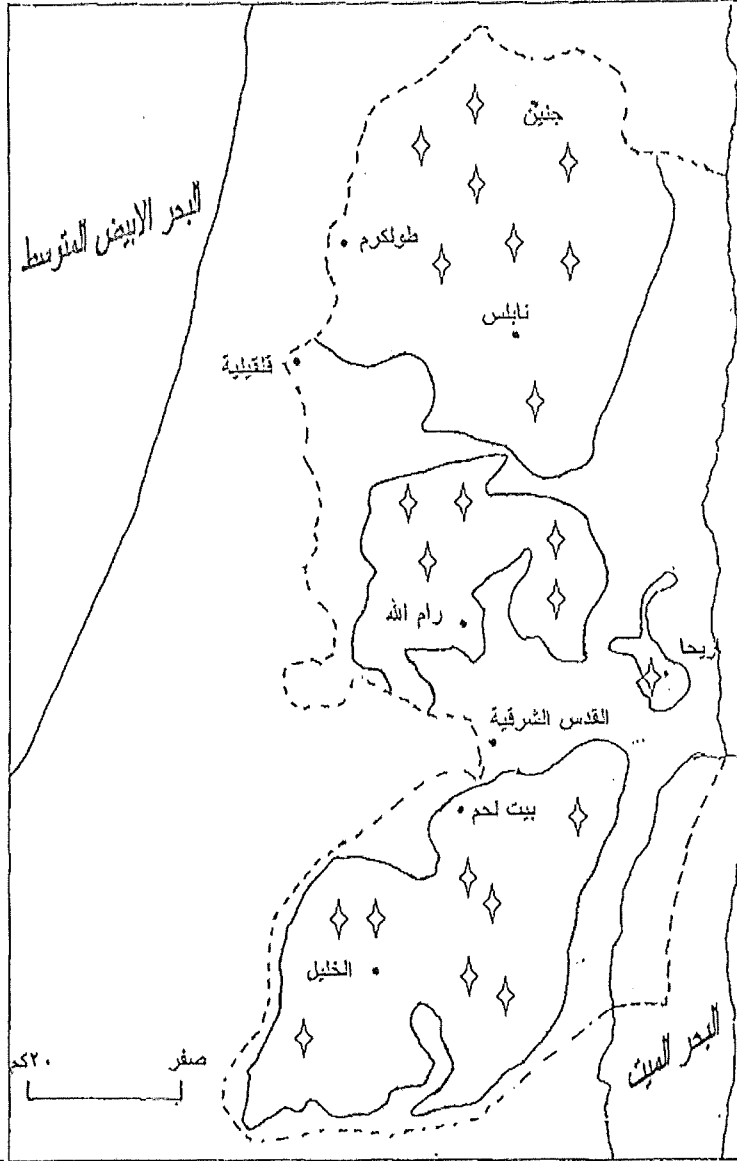 جنين
البحر الابيض المتوسط
طولكرم
نابلس
قلقيلية
رام الله
اريحا
القدس الشرقية
بيت لحم
الخليل
البحر الميت
صفر ٢٠كم